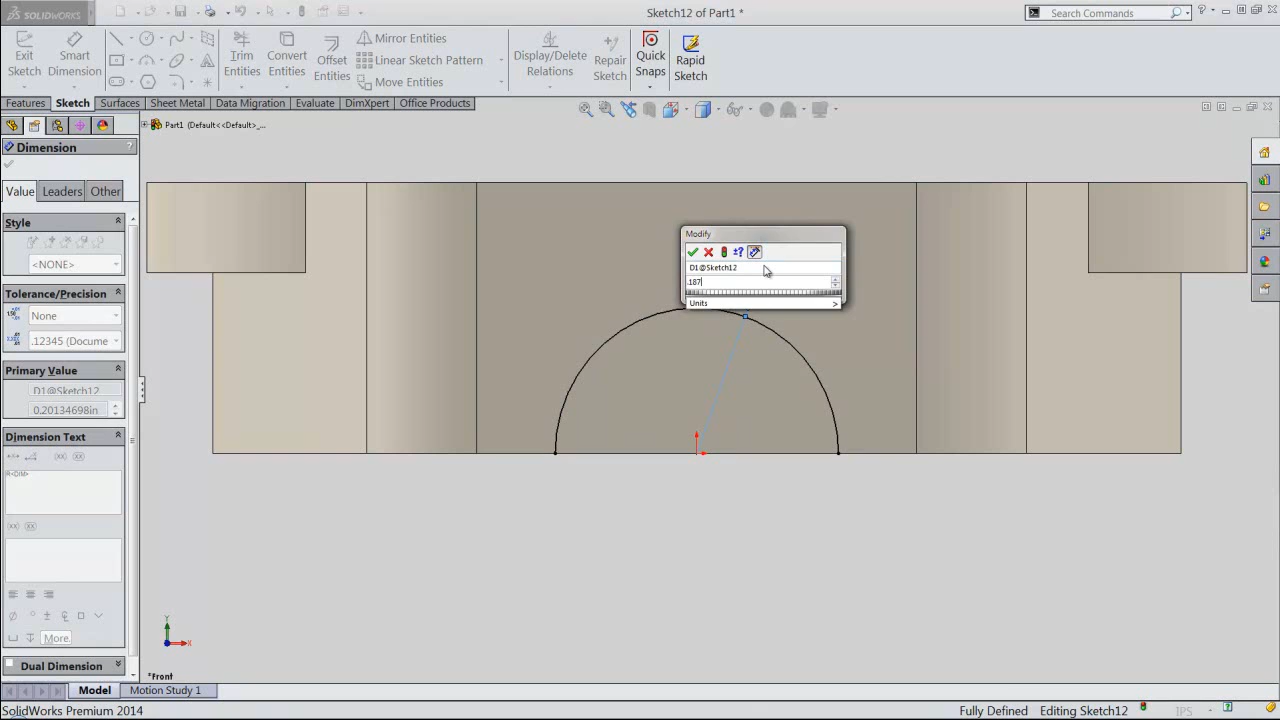 SOLIDWORKS
Sketch12 of Part1 *
Search Commands
Exit Sketch
Smart Dimension
Trim Entities
Convert Entities
Offset Entities
Mirror Entities
Linear Sketch Pattern
Move Entities
Display/Delete Relations
Repair Sketch
Quick Snaps
Rapid Sketch
Features
Sketch
Surfaces
Sheet Metal
Data Migration
Evaluate
DimXpert
Office Products
Part1 (Default<<Default>_...
Dimension
?
Value
Leaders
Other
Style
<NONE>
Tolerance/Precision
None
.12345 (Docume
Primary Value
D1@Sketch12
0.20134698in
Dimension Text
R<DIM>
More...
Dual Dimension
Modify
D1@Sketch12
.187
Units >
Y
X
*Front
Model
Motion Study 1
SolidWorks Premium 2014
Fully Defined
Editing Sketch12
IPS